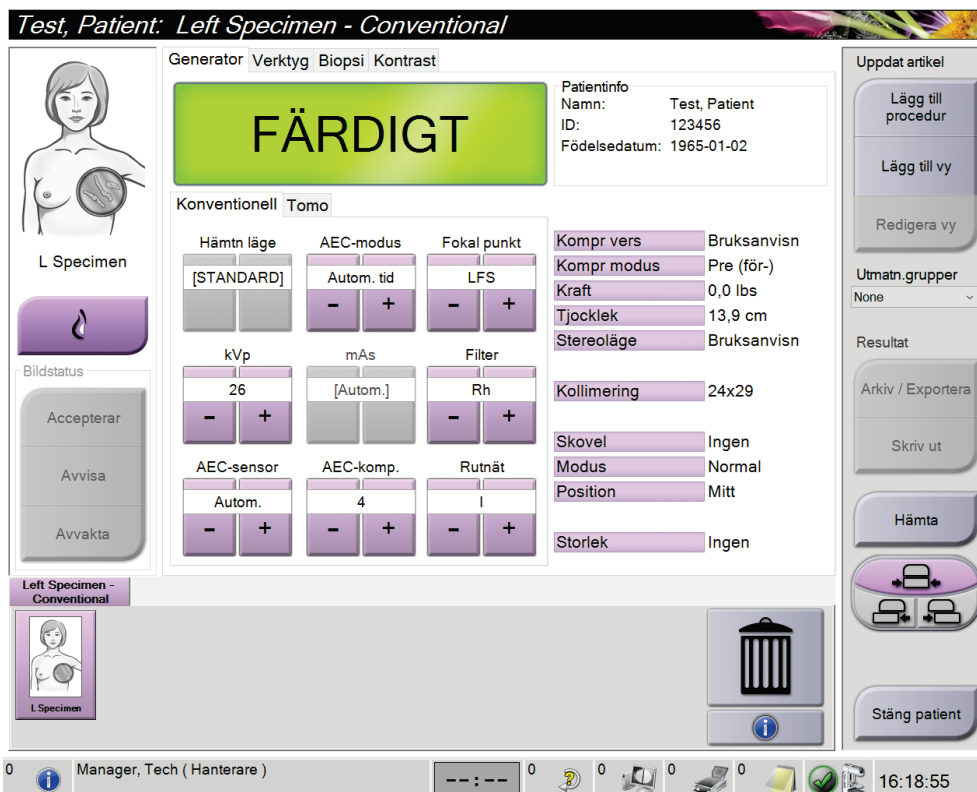 Test, Patient: Left Specimen - Conventional
Generator Verktyg Biopsi Kontrast
FÄRDIGT
Patientinfo
Namn: Test, Patient
ID: 123456
Födelsedatum: 1965-01-02
L Specimen
Bildstatus
Accepterar
Avvisa
Avvakta
Konventionell Tomo
Hämtn läge AEC-modus Fokal punkt
[STANDARD] Autom. tid LFS
- + - +
kVp mAs Filter
26 [Autom.] Rh
- + - +
AEC-sensor AEC-komp. Rutnät
Autom. 4 I
- + - + - +
Kompr vers Bruksanvisn
Kompr modus Pre (för-)
Kraft 0,0 lbs
Tjocklek 13,9 cm
Stereoläge Bruksanvisn
Kollimering 24x29
Skovel Ingen
Modus Normal
Position Mitt
Storlek Ingen
Uppdat artikel
Lägg till
procedur
Lägg till vy
Redigera vy
Utmatn.grupper
None
Resultat
Arkiv / Exportera
Skriv ut
Hämta
Stäng patient
Left Specimen -
Conventional
L Specimen
0 Manager, Tech ( Hanterare ) --:-- 0 0 0 0 16:18:55